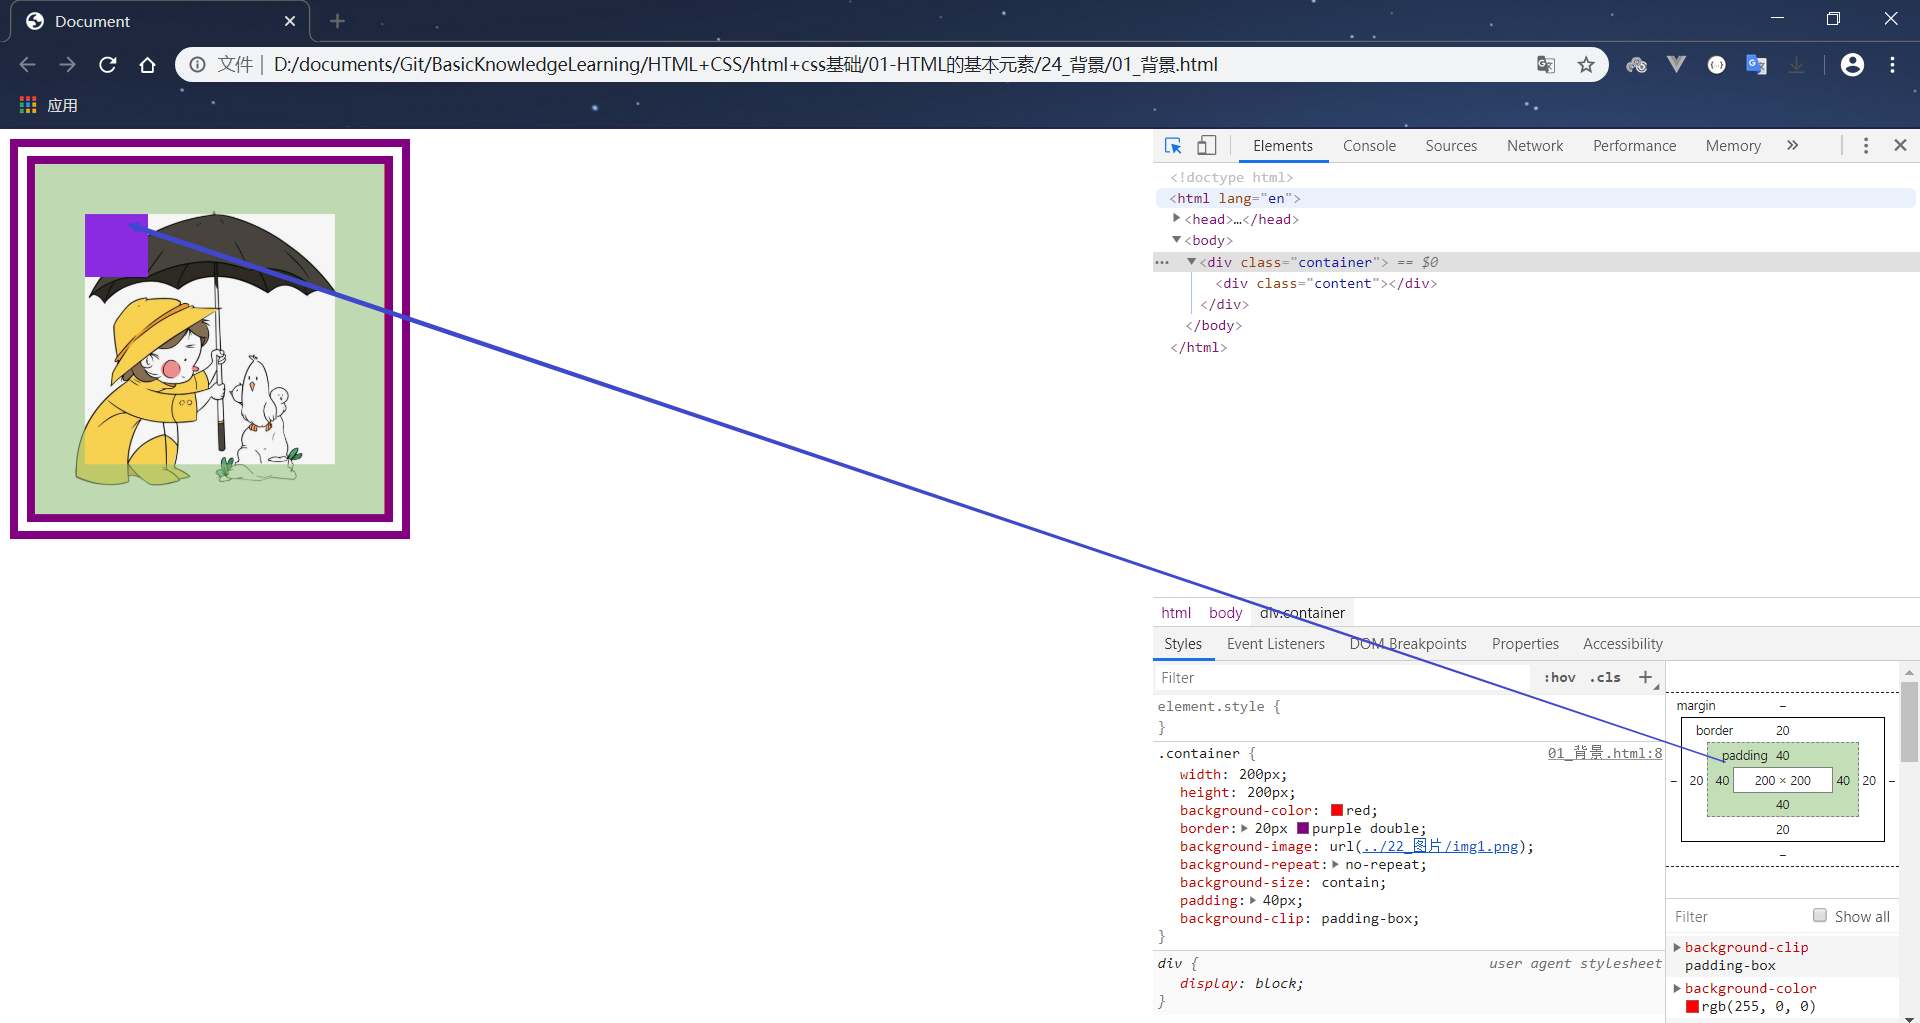 Document
文件 | D:/documents/Git/BasicKnowledgeLearning/HTML+CSS/html+css基础/01-HTML的基本元素/24_背景/01_背景.html
应用
Elements Console Sources Network Performance Memory »
<!doctype html>
<html lang="en">
<head>…</head>
<body>
<div class="container"> == $0
<div class="content"></div>
</div>
</body>
</html>
html body div.container
Styles Event Listeners DOM Breakpoints Properties Accessibility
Filter :hov .cls +
element.style {
}
.container { 01_背景.html:8
width: 200px;
height: 200px;
background-color: red;
border: 20px purple double;
background-image: url(../22_图片/img1.png);
background-repeat: no-repeat;
background-size: contain;
padding: 40px;
background-clip: padding-box;
}
div { user agent stylesheet
display: block;
}
margin –
border 20
padding 40
– 20 40 200 × 200 40 20 –
40
20
–
Filter Show all
background-clip
padding-box
background-color
rgb(255, 0, 0)